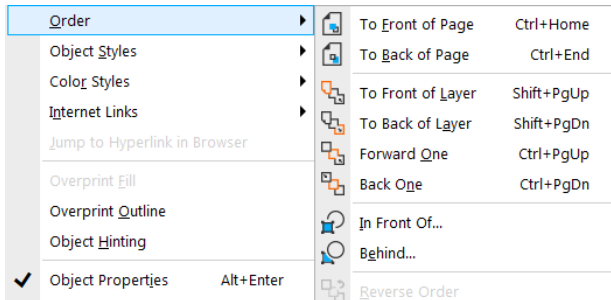 Order
Object Styles
Color Styles
Internet Links
Jump to Hyperlink in Browser
Overprint Fill
Overprint Outline
Object Hinting
Object Properties Alt+Enter
To Front of Page Ctrl+Home
To Back of Page Ctrl+End
To Front of Layer Shift+PgUp
To Back of Layer Shift+PgDn
Forward One Ctrl+PgUp
Back One Ctrl+PgDn
In Front Of...
Behind...
Reverse Order